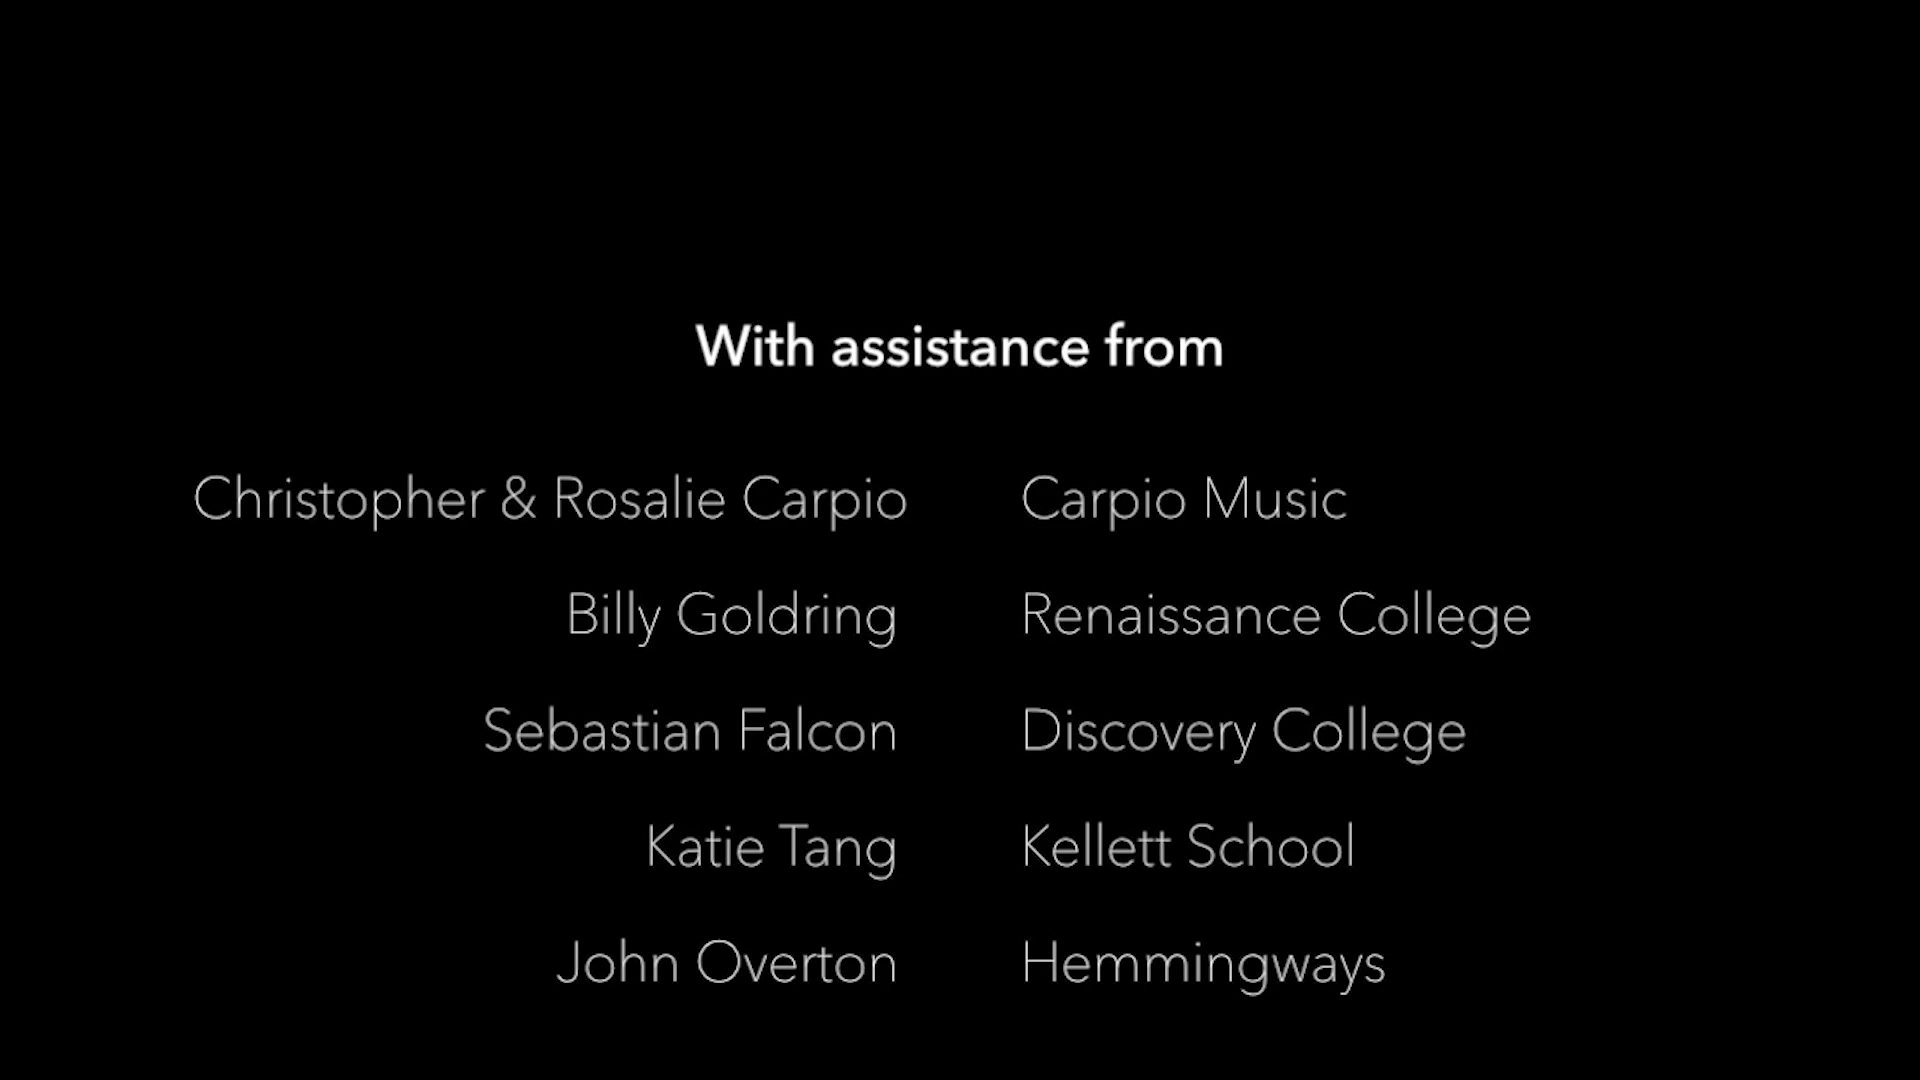 With assistance from
Christopher & Rosalie Carpio Carpio Music
Billy Goldring Renaissance College
Sebastian Falcon Discovery College
Katie Tang Kellett School
John Overton Hemmingways